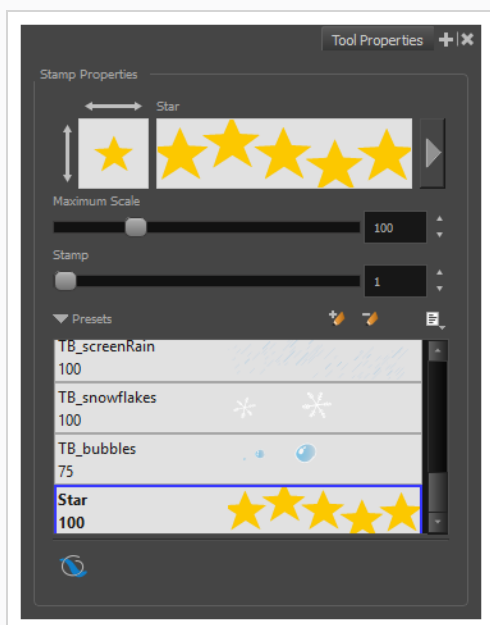 Tool Properties
Stamp Properties
Star
Maximum Scale
100
Stamp
1
Presets
TB_screenRain
100
TB_snowflakes
100
TB_bubbles
75
Star
100